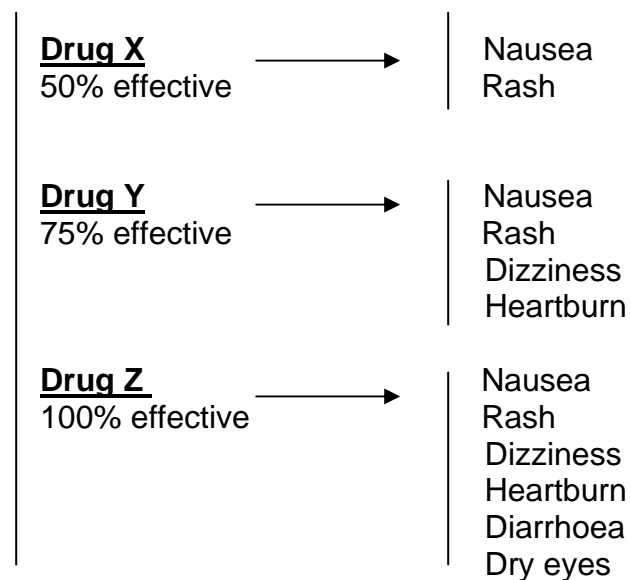 Drug X
50% effective
Nausea
Rash
Drug Y
75% effective
Nausea
Rash
Dizziness
Heartburn
Drug Z
100% effective
Nausea
Rash
Dizziness
Heartburn
Diarrhoea
Dry eyes